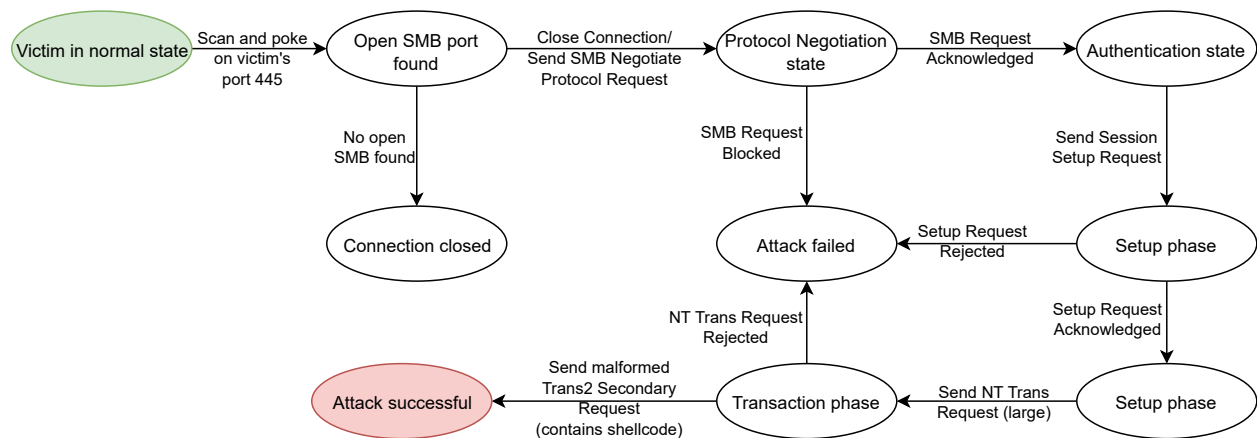 Victim in normal state
Scan and poke
on victim's
port 445
Open SMB port
found
Close Connection/
Send SMB Negotiate
Protocol Request
Protocol Negotiation
state
SMB Request
Acknowledged
Authentication state
No open
SMB found
SMB Request
Blocked
Send Session
Setup Request
Connection closed
Attack failed
Setup Request
Rejected
Setup phase
NT Trans Request
Rejected
Setup Request
Acknowledged
Attack successful
Send malformed
Trans2 Secondary
Request
(contains shellcode)
Transaction phase
Send NT Trans
Request (large)
Setup phase